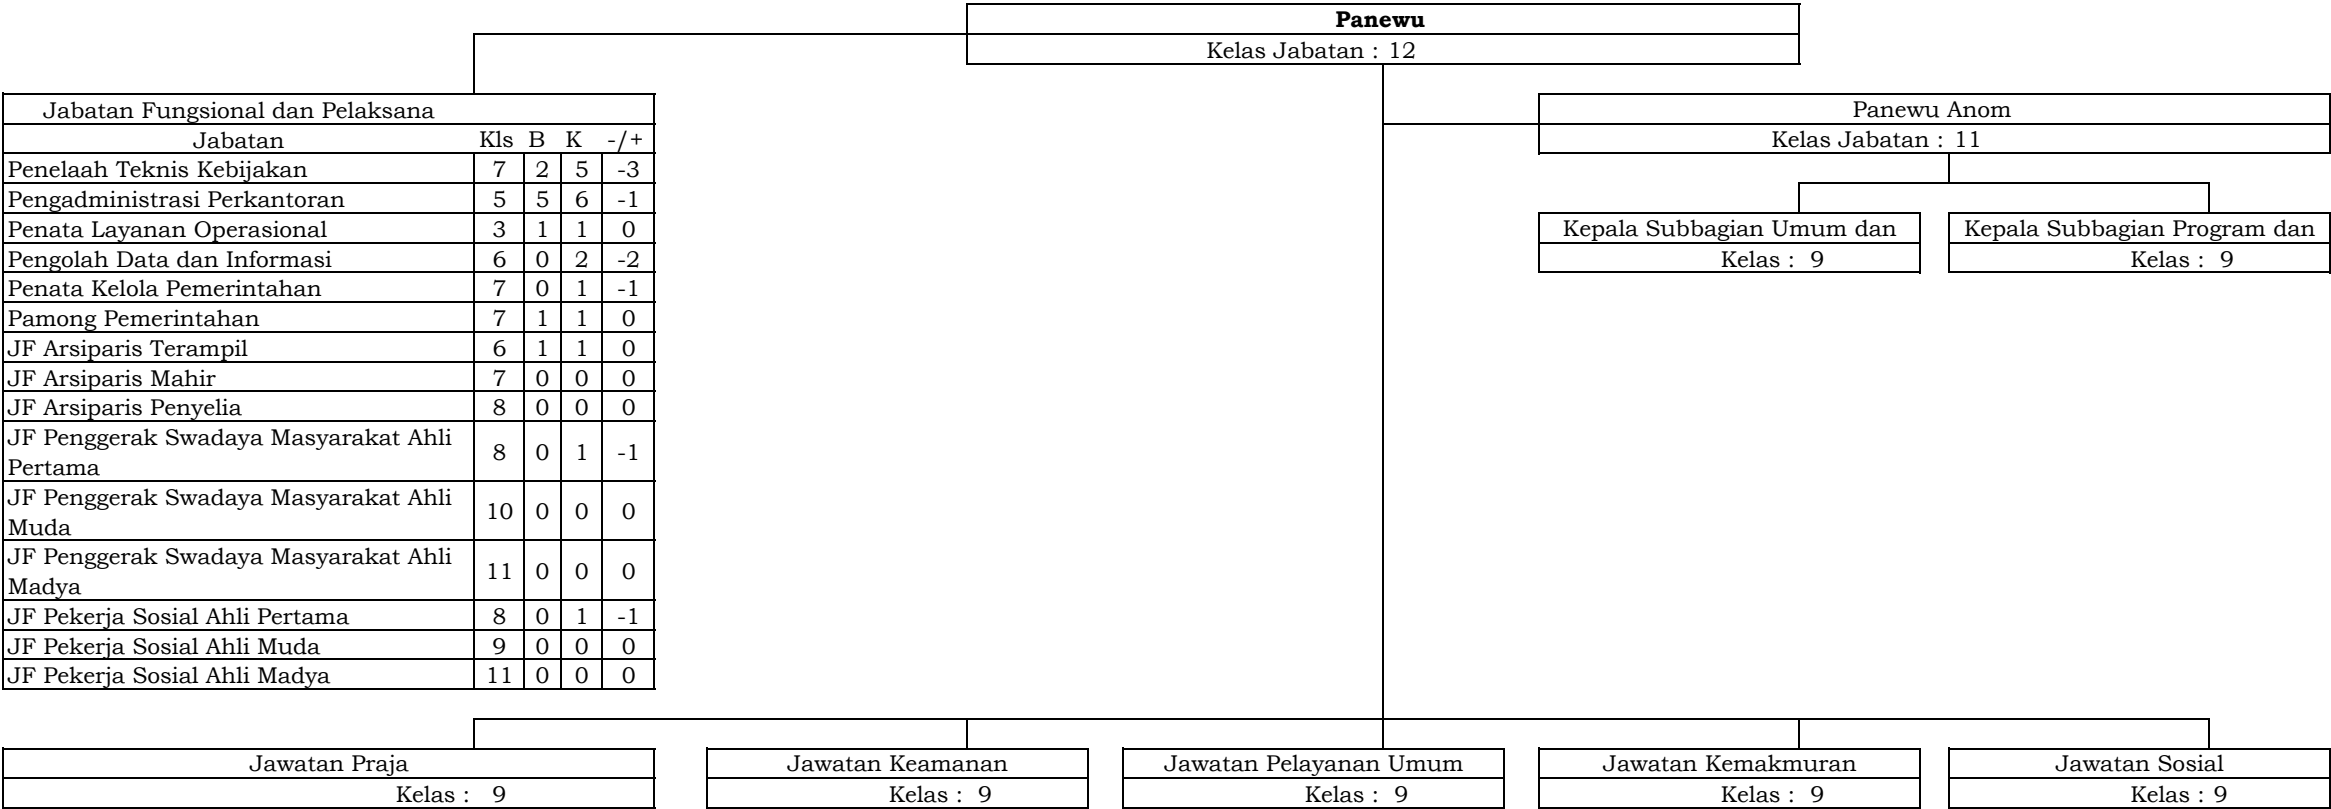 Panewu
Kelas Jabatan : 12
Jabatan Fungsional dan Pelaksana
Jabatan Kls B K -/+
Penelaah Teknis Kebijakan 7 2 5 -3
Pengadministrasi Perkantoran 5 5 6 -1
Penata Layanan Operasional 3 1 1 0
Pengolah Data dan Informasi 6 0 2 -2
Penata Kelola Pemerintahan 7 0 1 -1
Pamong Pemerintahan 7 1 1 0
JF Arsiparis Terampil 6 1 1 0
JF Arsiparis Mahir 7 0 0 0
JF Arsiparis Penyelia 8 0 0 0
JF Penggerak Swadaya Masyarakat Ahli
Pertama 8 0 1 -1
JF Penggerak Swadaya Masyarakat Ahli
Muda 10 0 0 0
JF Penggerak Swadaya Masyarakat Ahli
Madya 11 0 0 0
JF Pekerja Sosial Ahli Pertama 8 0 1 -1
JF Pekerja Sosial Ahli Muda 9 0 0 0
JF Pekerja Sosial Ahli Madya 11 0 0 0
Panewu Anom
Kelas Jabatan : 11
Kepala Subbagian Umum dan
Kelas : 9
Kepala Subbagian Program dan
Kelas : 9
Jawatan Praja
Kelas : 9
Jawatan Keamanan
Kelas : 9
Jawatan Pelayanan Umum
Kelas : 9
Jawatan Kemakmuran
Kelas : 9
Jawatan Sosial
Kelas : 9